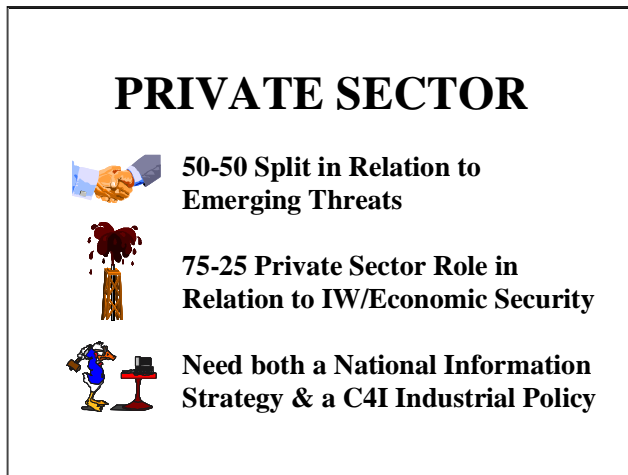 PRIVATE SECTOR
50-50 Split in Relation to
Emerging Threats
75-25 Private Sector Role in
Relation to IW/Economic Security
Need both a National Information
Strategy & a C4I Industrial Policy